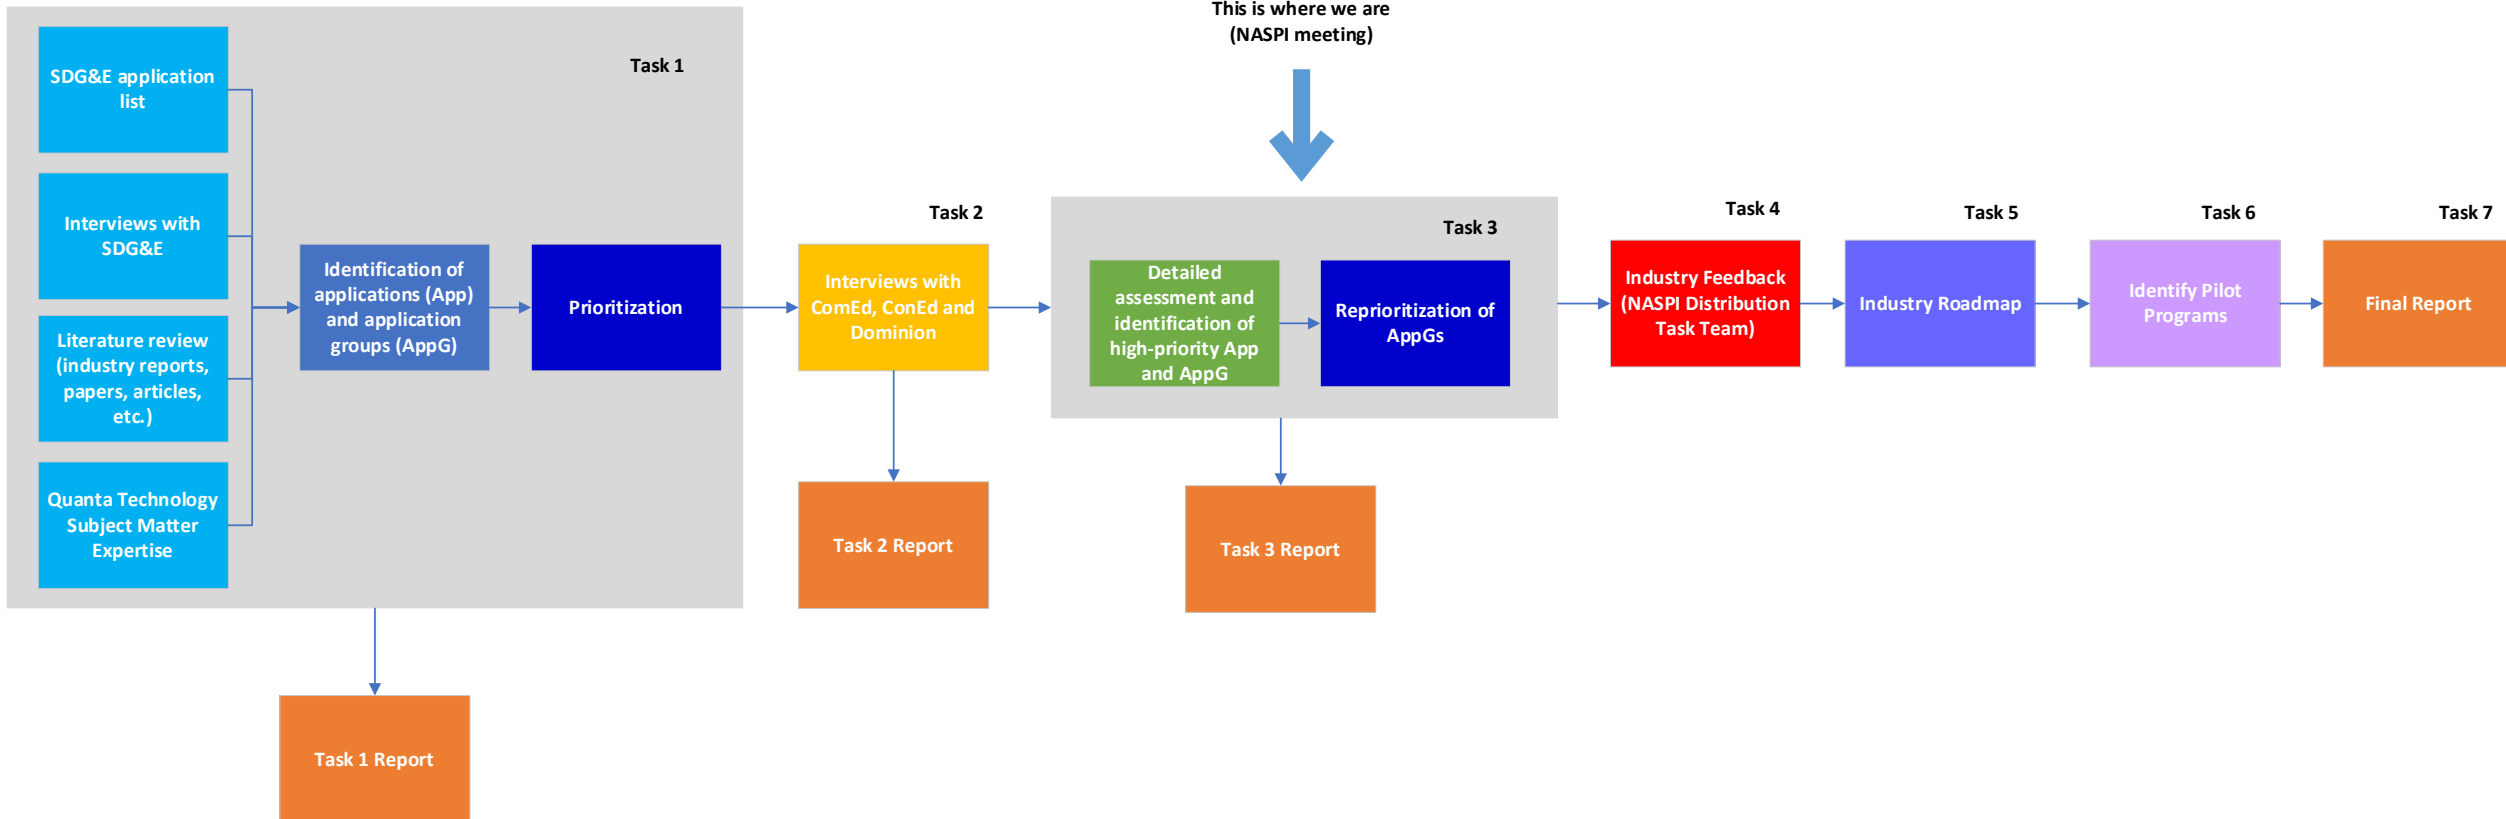 This is where we are
(NASPI meeting)
Task 1
SDG&E application
list
Interviews with
SDG&E
Literature review
(industry reports,
papers, articles,
etc.)
Quanta Technology
Subject Matter
Expertise
Identification of
applications (App)
and application
groups (AppG)
Prioritization
Task 1 Report
Task 2
Interviews with
ComEd, ConEd and
Dominion
Task 2 Report
Task 3
Detailed
assessment and
identification of
high-priority App
and AppG
Reprioritization of
AppGs
Task 3 Report
Task 4
Industry Feedback
(NASPI Distribution
Task Team)
Task 5
Industry Roadmap
Task 6
Identify Pilot
Programs
Task 7
Final Report